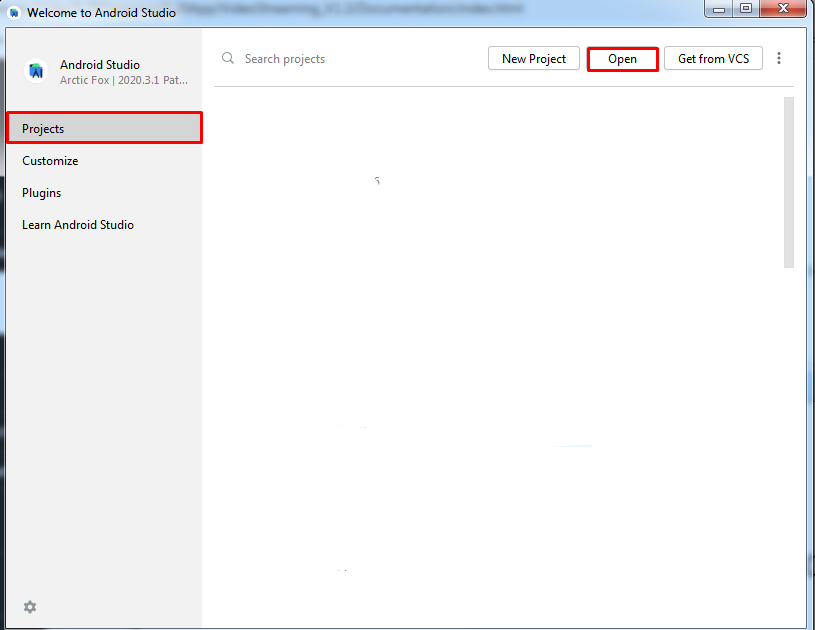 Welcome to Android Studio
Android Studio
Arctic Fox | 2020.3.1 Pat...
Search projects
New Project
Open
Get from VCS
Projects
Customize
Plugins
Learn Android Studio